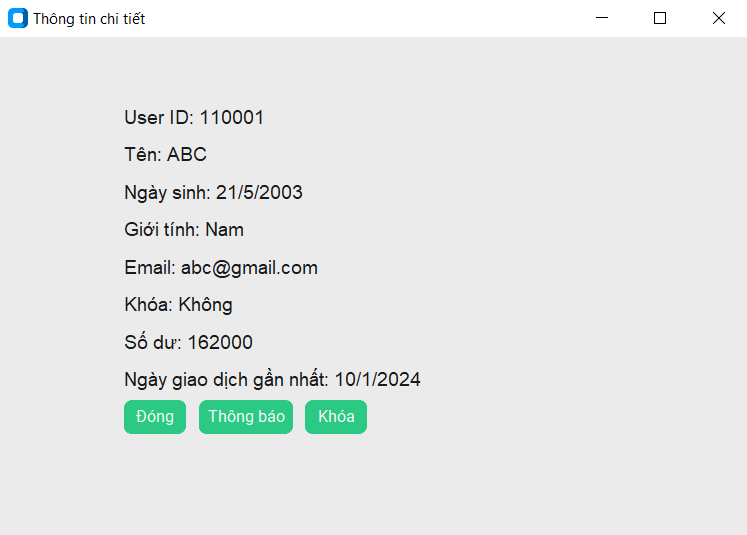 Thông tin chi tiết
User ID: 110001
Tên: ABC
Ngày sinh: 21/5/2003
Giới tính: Nam
Email: abc@gmail.com
Khóa: Không
Số dư: 162000
Ngày giao dịch gần nhất: 10/1/2024
Đóng Thông báo Khóa